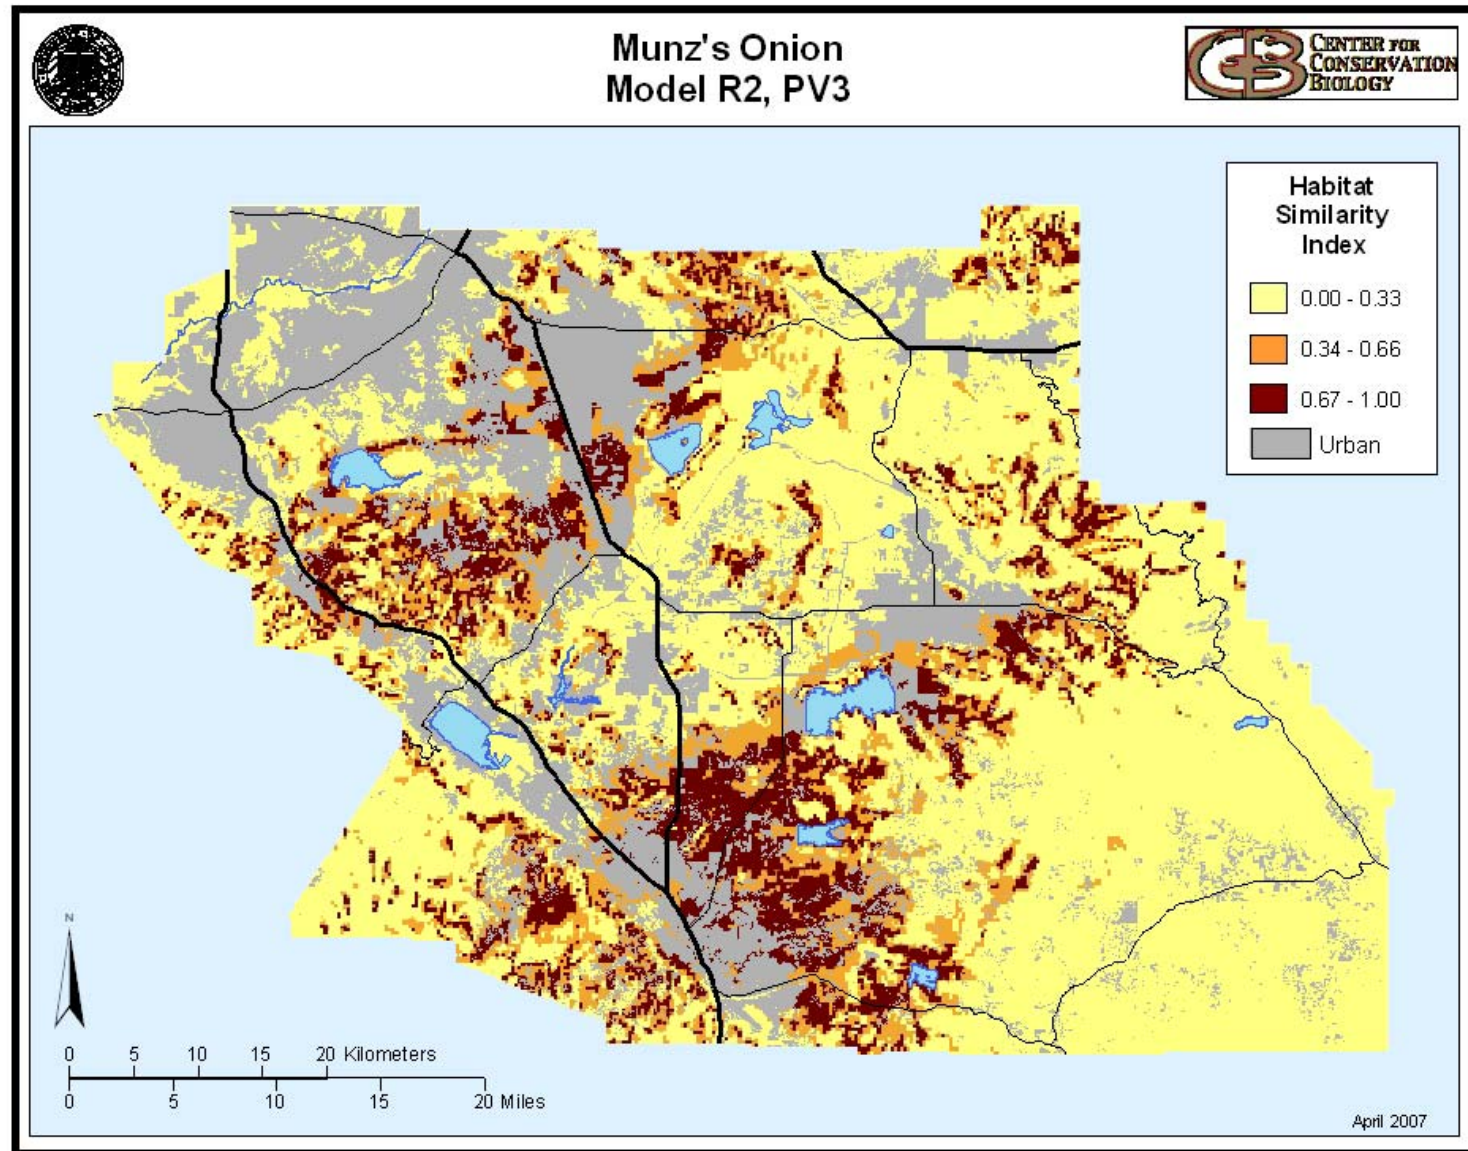 Munz's Onion
Model R2, PV3
CENTER FOR
CONSERVATION
BIOLOGY
Habitat
Similarity
Index
0.00 - 0.33
0.34 - 0.66
0.67 - 1.00
Urban
N
0 5 10 15 20 Kilometers
0 5 10 15 20 Miles
April 2007